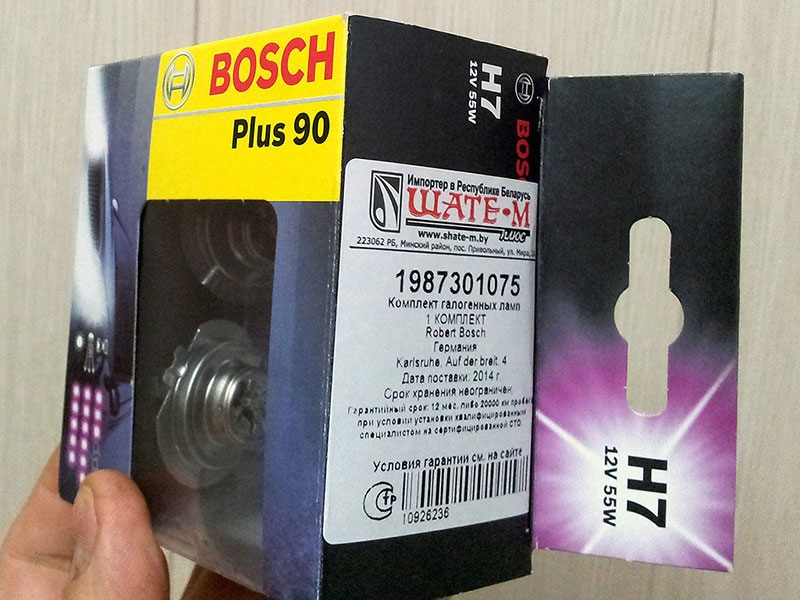 BOSCH
Plus 90
H7
12V 55W
BOSC
Импортер в Республике Беларусь
ШАТЕ-М
плюс
www.shate-m.by
223062 РБ, Минский район, пос. Привольный, ул. Мира,
1987301075
Комплект галогенных ламп
1 КОМПЛЕКТ
Robert Bosch
Германия
Karlsruhe, Auf der breit, 4
Дата поставки, 2014 г.
Срок хранения неограничен.
Гарантийный срок: 12 мес. либо 20000 км пробега
при условии установки квалифицированным
специалистом на сертифицированной СТО
Условия гарантии см. на сайте
10926236
H7
12V 55W